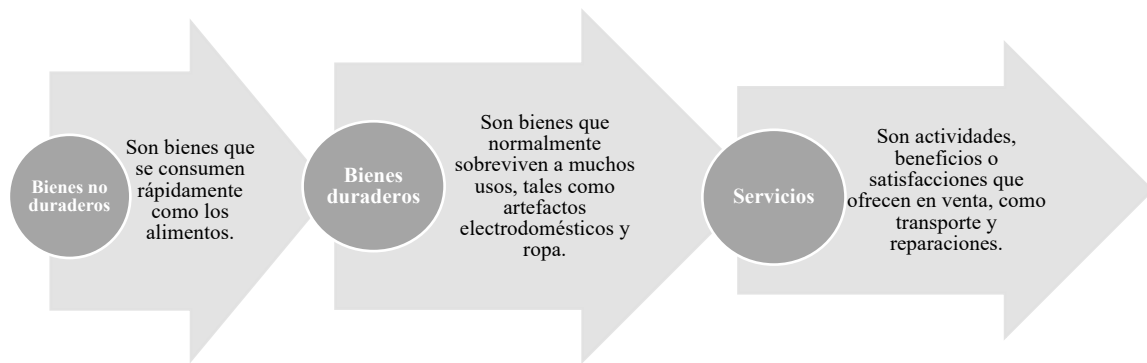 Bienes no
duraderos
Son bienes que
se consumen
rápidamente
como los
alimentos.
Bienes
duraderos
Son bienes que
normalmente
sobreviven a muchos
usos, tales como
artefactos
electrodomésticos y
ropa.
Servicios
Son actividades,
beneficios o
satisfacciones que
ofrecen en venta, como
transporte y
reparaciones.